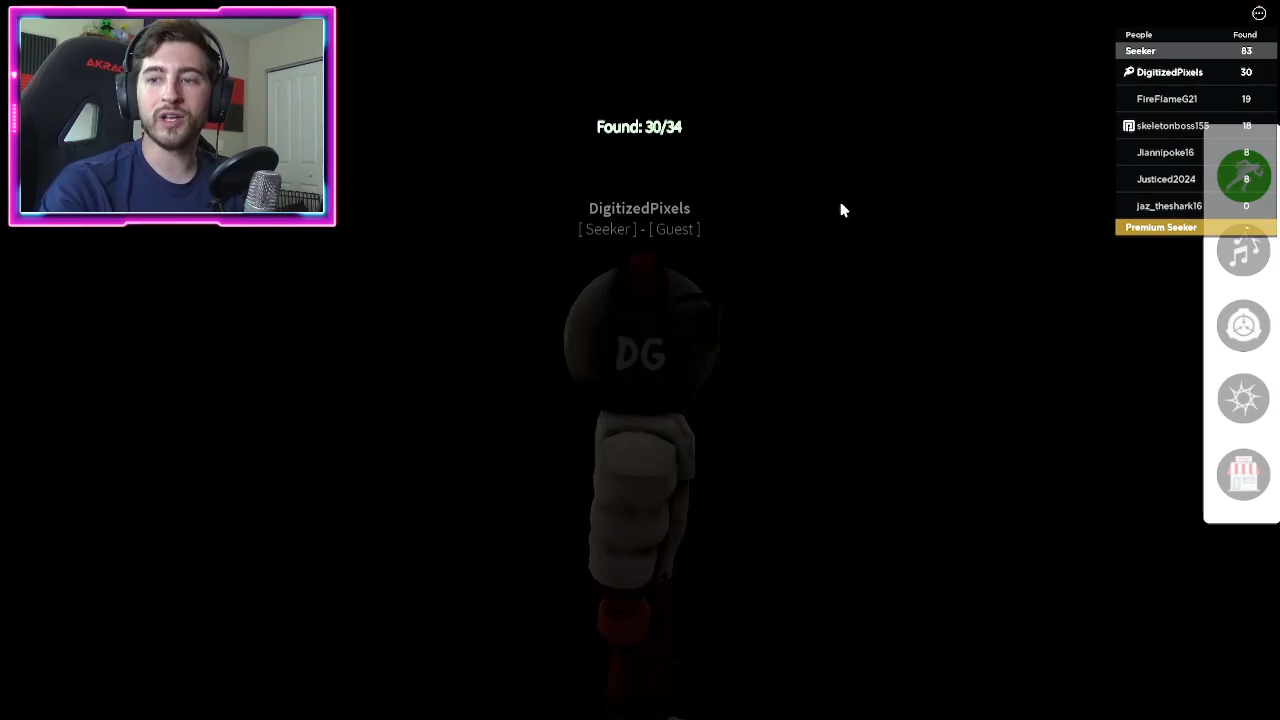 AKRAC
Found: 30/34
DigitizedPixels
[ Seeker ] - [ Guest ]
DG
People Found
Seeker 83
DigitizedPixels 30
FireFlameG21 19
skeletonboss155 18
Jiannipoke16 8
Justiced2024 8
jaz_theshark16 0
Premium Seeker -